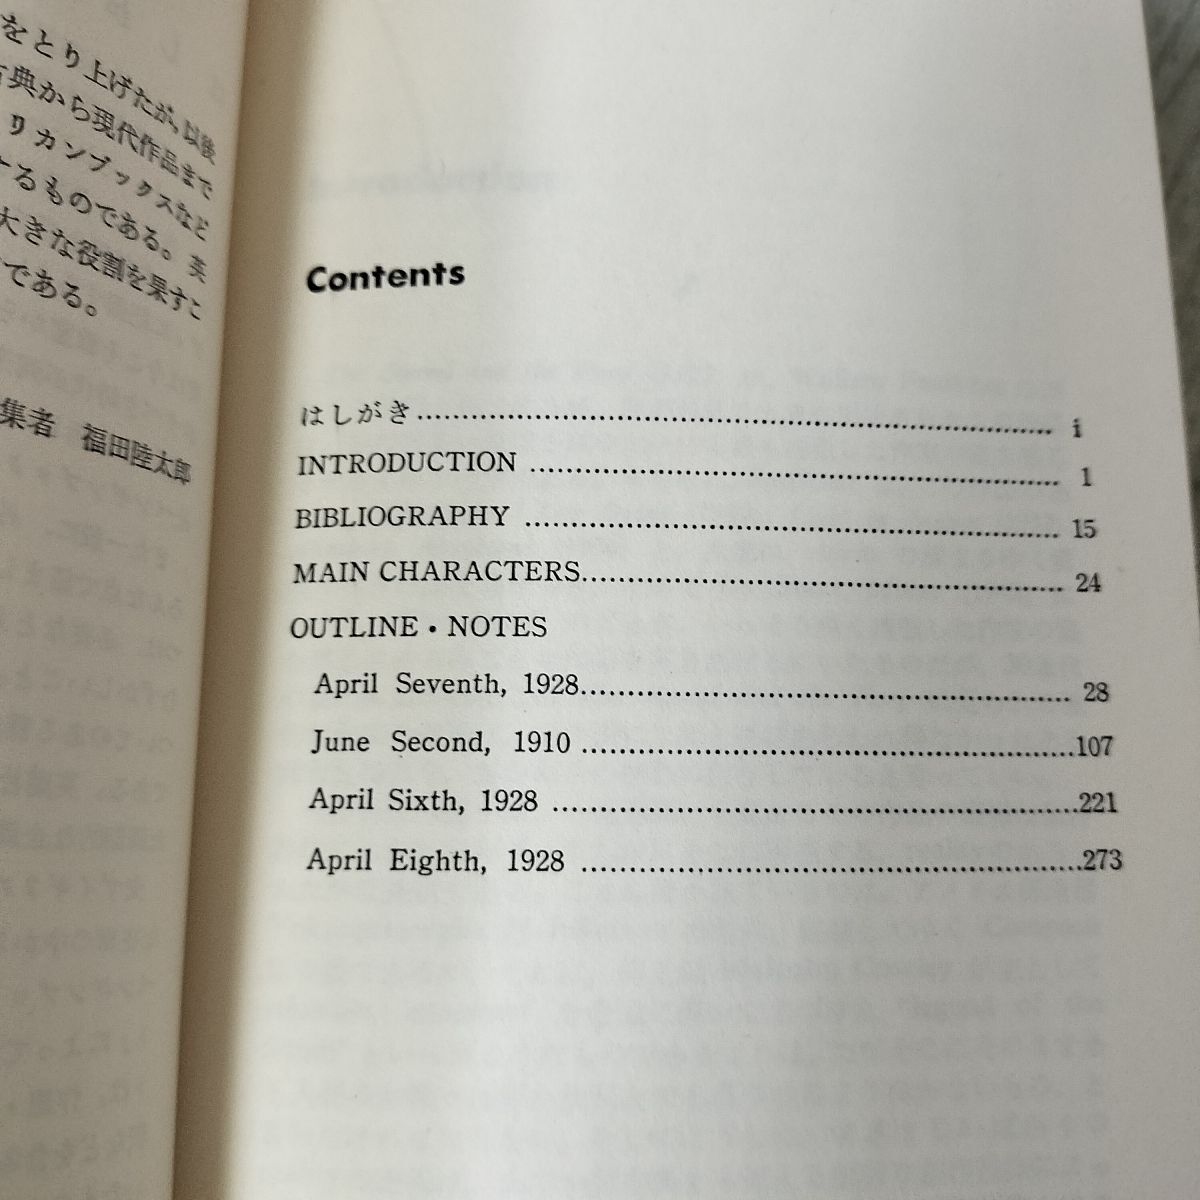 をとり上げたが，以後
典から現代作品まで
リカンブックスなど
するものである。英
大きな役割を果すこ
である。
集者　福田陸太郎
Contents
はしがき ................ i
INTRODUCTION ................ 1
BIBLIOGRAPHY ................ 15
MAIN CHARACTERS ................ 24
OUTLINE・NOTES
April Seventh, 1928 ................ 28
June Second, 1910 ................ 107
April Sixth, 1928 ................ 221
April Eighth, 1928 ................ 273